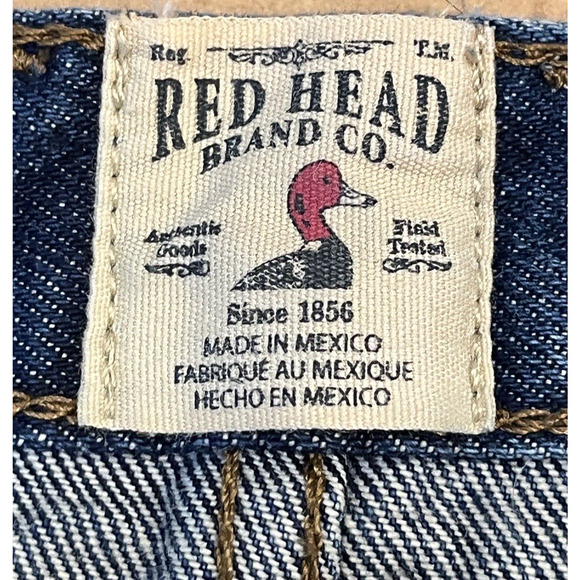 Reg. T.M.
RED HEAD
BRAND CO.
Authentic Field
Goods Tested
Since 1856
MADE IN MEXICO
FABRIQUE AU MEXIQUE
HECHO EN MEXICO